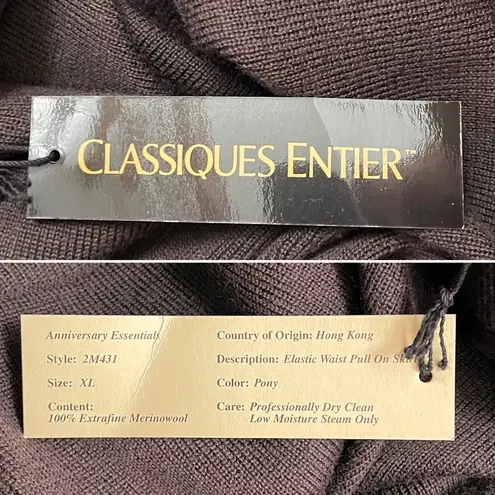 CLASSIQUES ENTIER™
Anniversary Essentials
Country of Origin: Hong Kong
Style: 2M431
Description: Elastic Waist Pull On
Size: XL
Color: Pony
Content:
100% Extrafine Merinowool
Care: Professionally Dry Clean
Low Moisture Steam Only